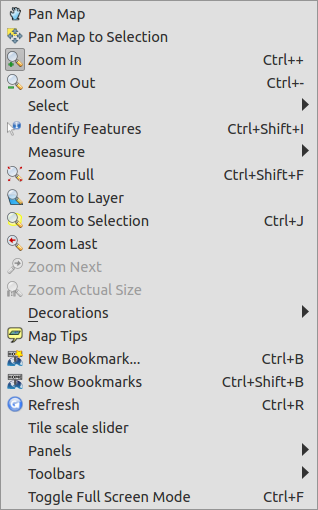 Pan Map
Pan Map to Selection
Zoom In Ctrl++
Zoom Out Ctrl+-
Select
Identify Features Ctrl+Shift+I
Measure
Zoom Full Ctrl+Shift+F
Zoom to Layer
Zoom to Selection Ctrl+J
Zoom Last
Zoom Next
Zoom Actual Size
Decorations
Map Tips
New Bookmark... Ctrl+B
Show Bookmarks Ctrl+Shift+B
Refresh Ctrl+R
Tile scale slider
Panels
Toolbars
Toggle Full Screen Mode Ctrl+F